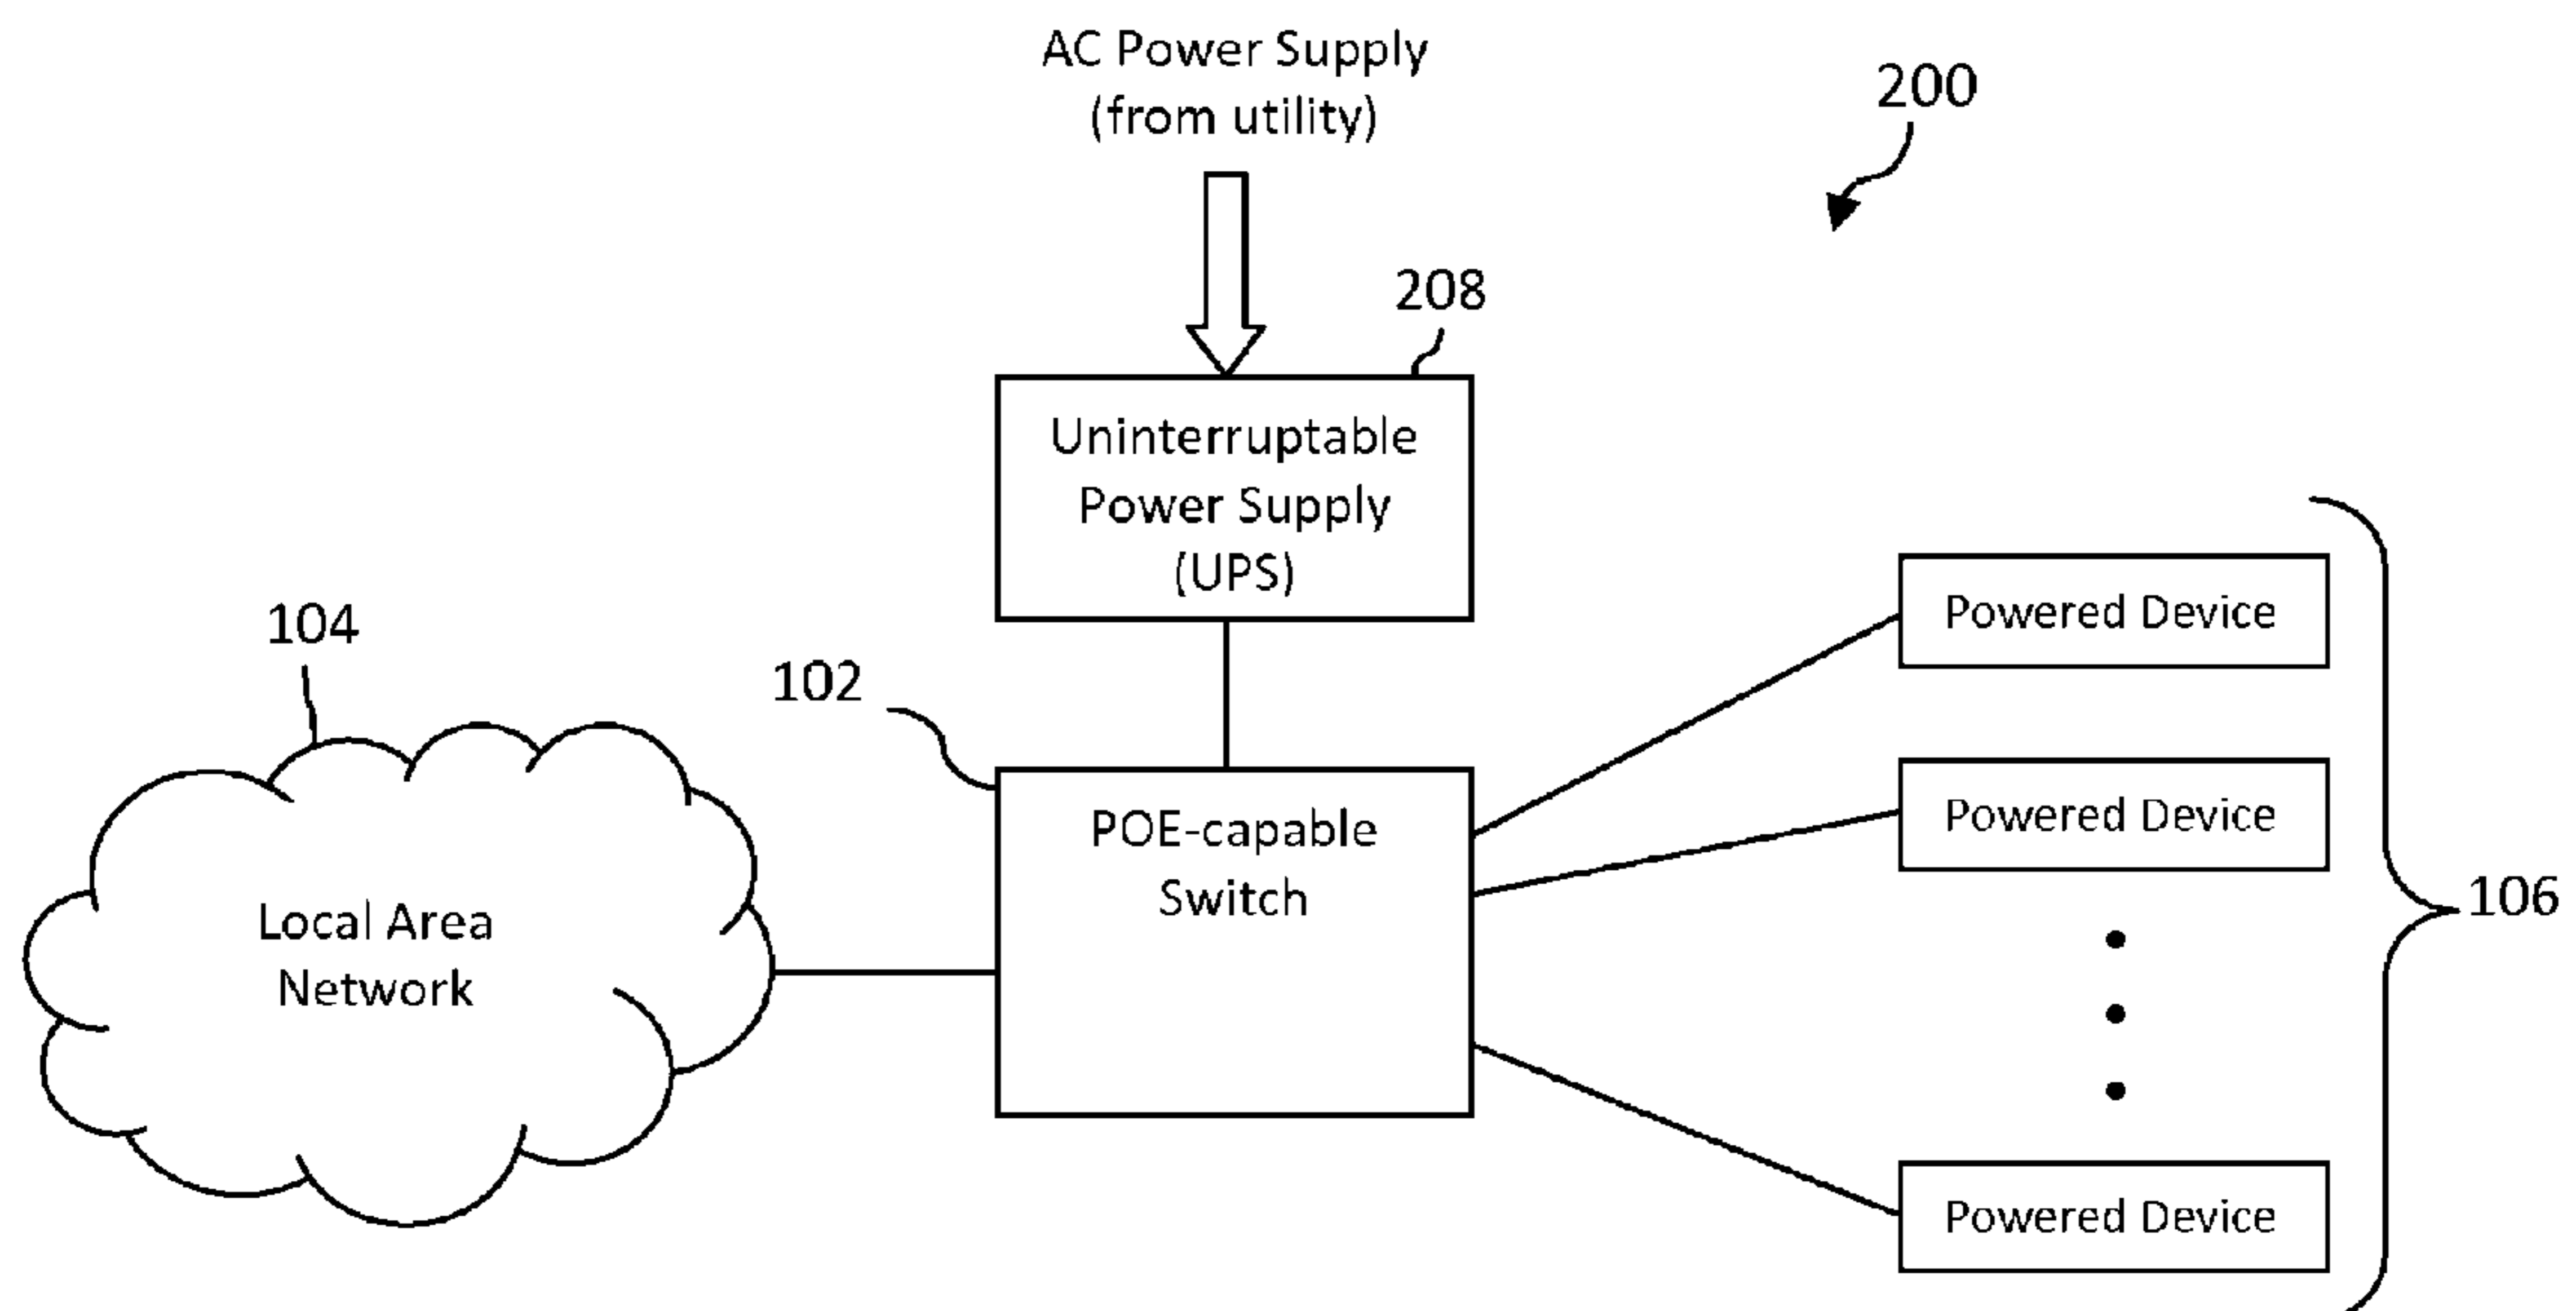 AC Power Supply
(from utility)
200
208
Uninterruptable
Power Supply
(UPS)
104
102
Local Area
Network
POE-capable
Switch
Powered Device
Powered Device
106
Powered Device